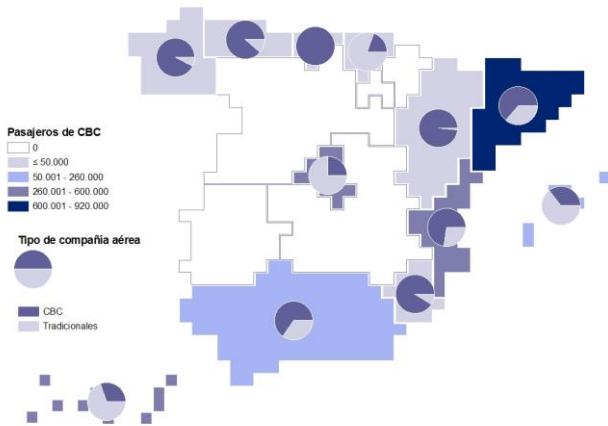 Pasajeros de CBC
0
≤ 50.000
50.001 - 260.000
260.001 - 600.000
600.001 - 920.000
Tipo de compañia aérea
CBC
Tradicionales